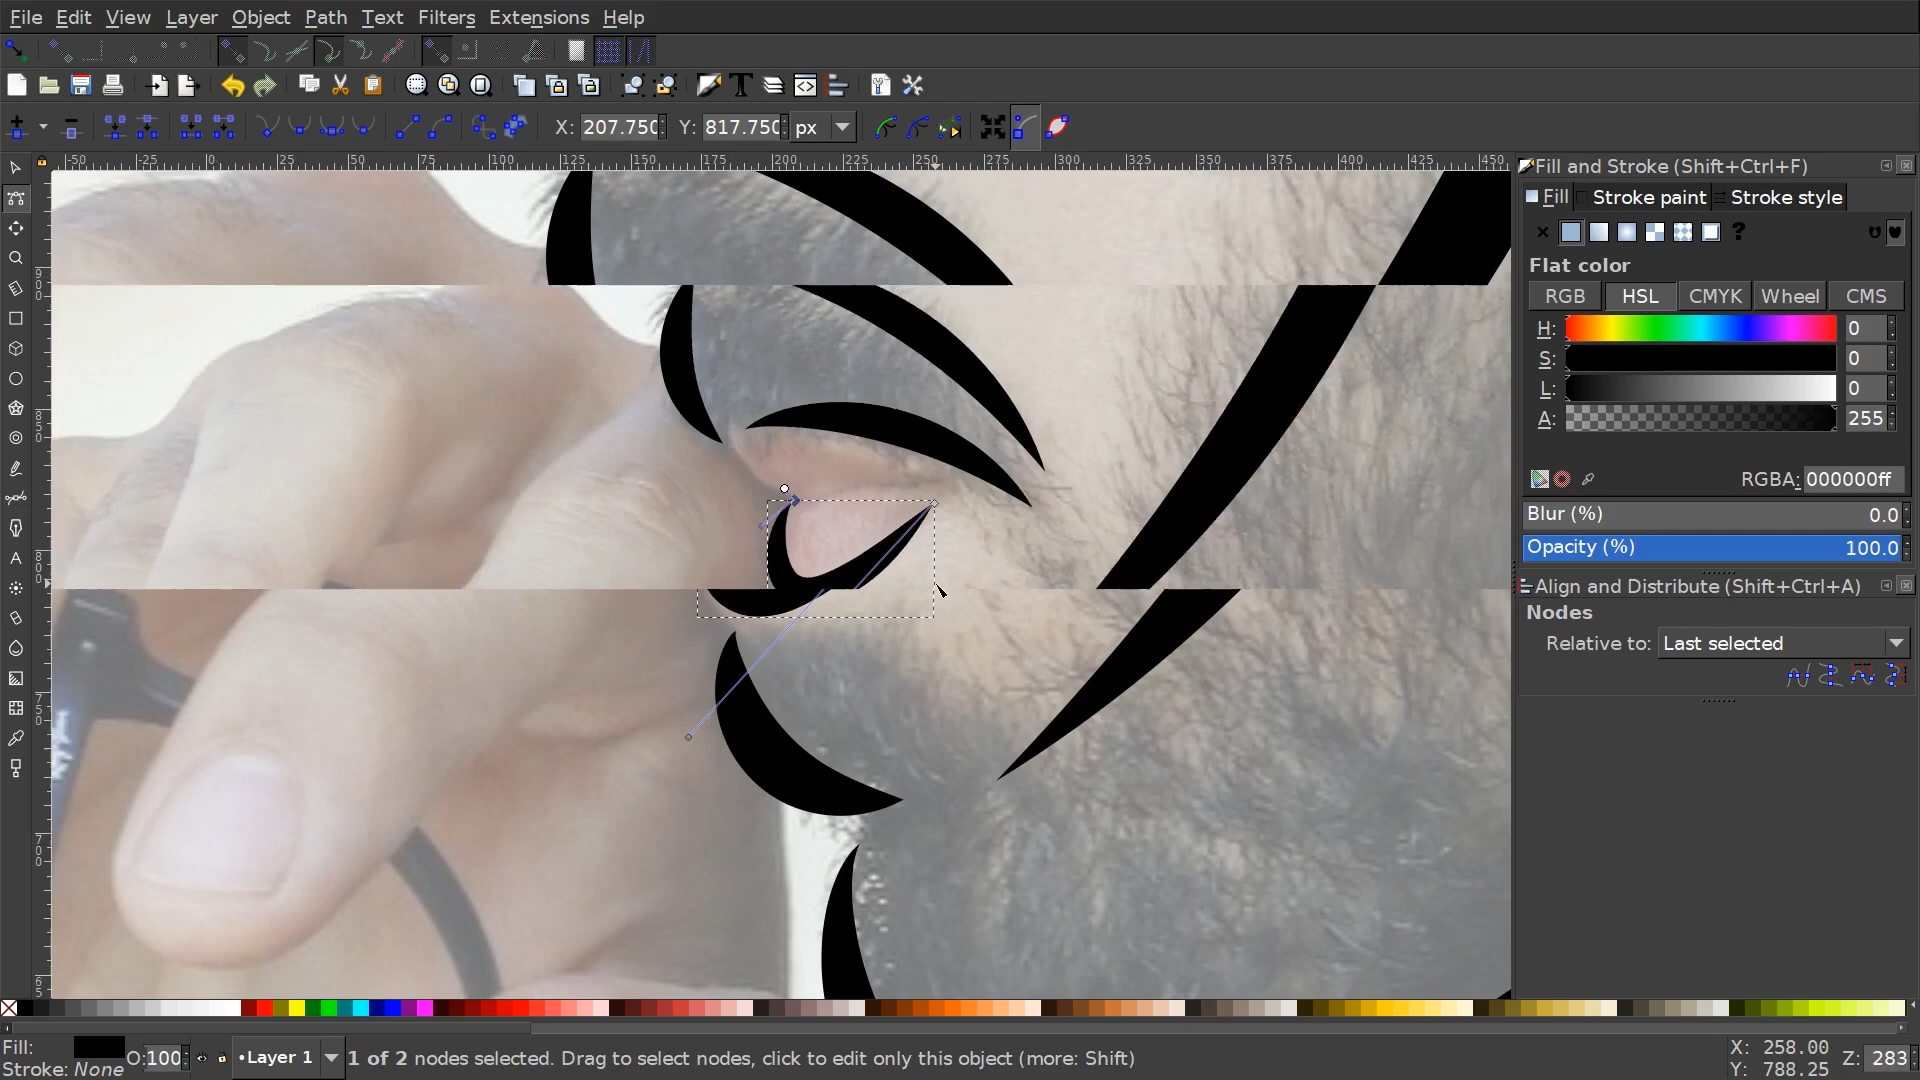 File Edit View Layer Object Path Text Filters Extensions Help
X: 207.750 Y: 817.750 px
-50 -25 0 25 50 75 100 125 150 175 200 225 250 275 300 325 350 375 400 425 450
Fill and Stroke (Shift+Ctrl+F)
Fill Stroke paint Stroke style
?
Flat color
RGB HSL CMYK Wheel CMS
H: 0
S: 0
L: 0
A: 255
RGBA: 000000ff
Blur (%) 0.0
Opacity (%) 100.0
Align and Distribute (Shift+Ctrl+A)
Nodes
Relative to: Last selected
Fill:
Stroke: None O: 100 •Layer 1 1 of 2 nodes selected. Drag to select nodes, click to edit only this object (more: Shift)
X: 258.00
Y: 788.25
Z: 283